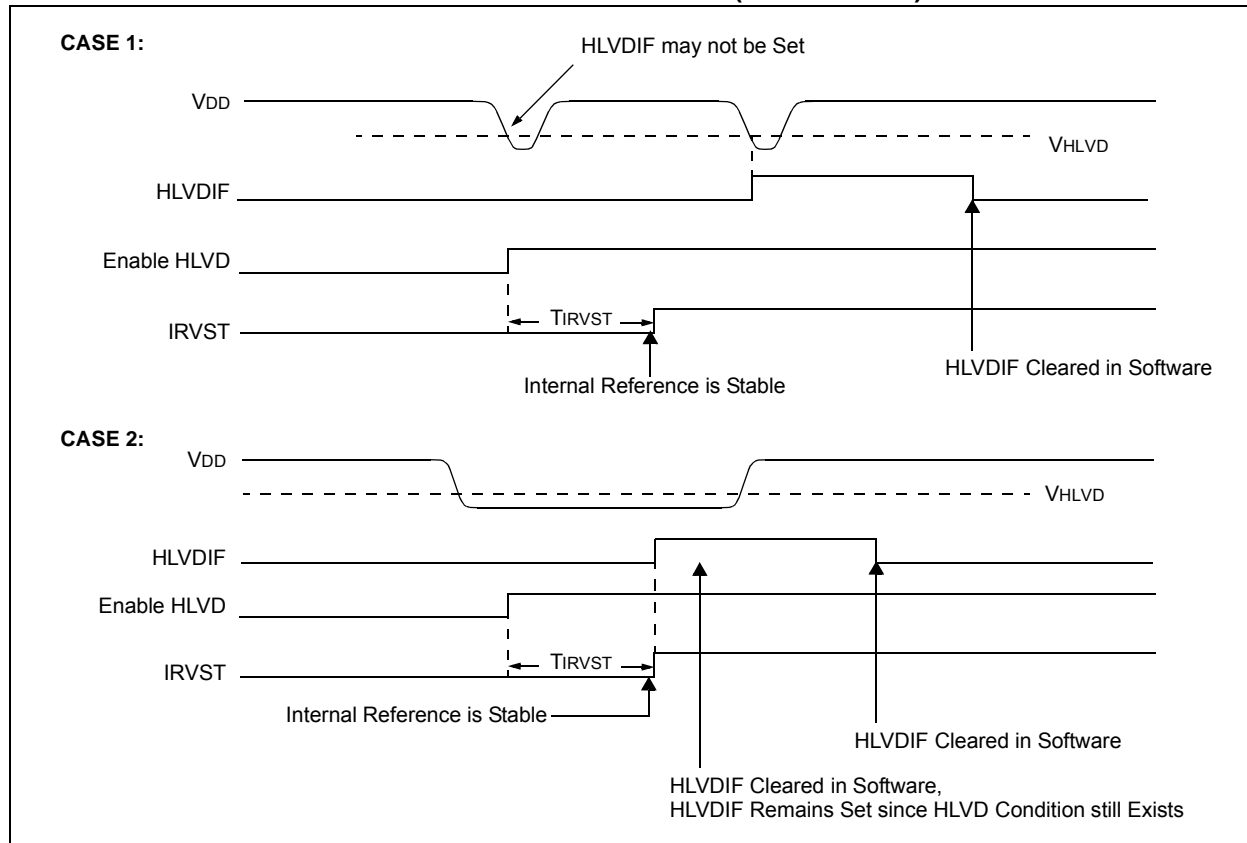 CASE 1:
HLVDIF may not be Set
VDD
VHLVD
HLVDIF
Enable HLVD
TIRVST
IRVST
HLVDIF Cleared in Software
Internal Reference is Stable
CASE 2:
VDD
VHLVD
HLVDIF
Enable HLVD
TIRVST
IRVST
Internal Reference is Stable
HLVDIF Cleared in Software
HLVDIF Cleared in Software,
HLVDIF Remains Set since HLVD Condition still Exists